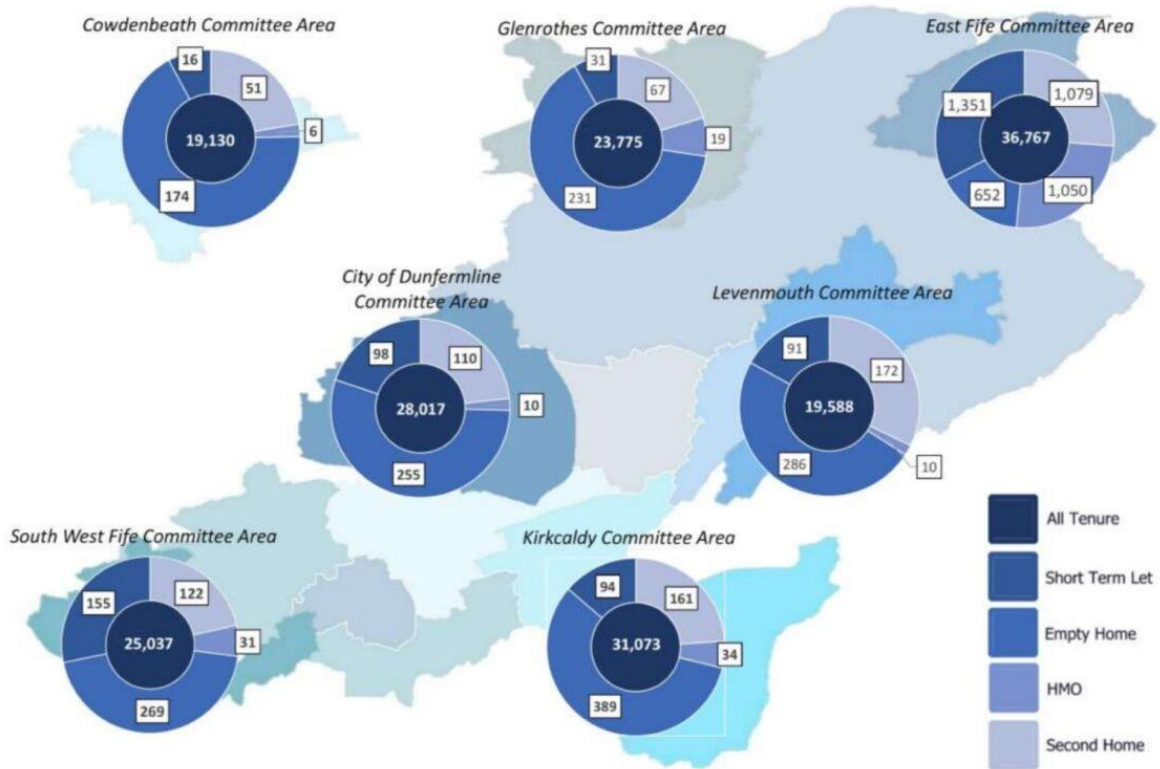 Cowdenbeath Committee Area
16
51
6
19,130
174
Glenrothes Committee Area
31
67
19
23,775
231
East Fife Committee Area
1,351
1,079
36,767
652
1,050
City of Dunfermline
Committee Area
98
110
10
28,017
255
Levenmouth Committee Area
91
172
19,588
286
10
South West Fife Committee Area
155
122
31
25,037
269
Kirkcaldy Committee Area
94
161
34
31,073
389
All Tenure
Short Term Let
Empty Home
HMO
Second Home